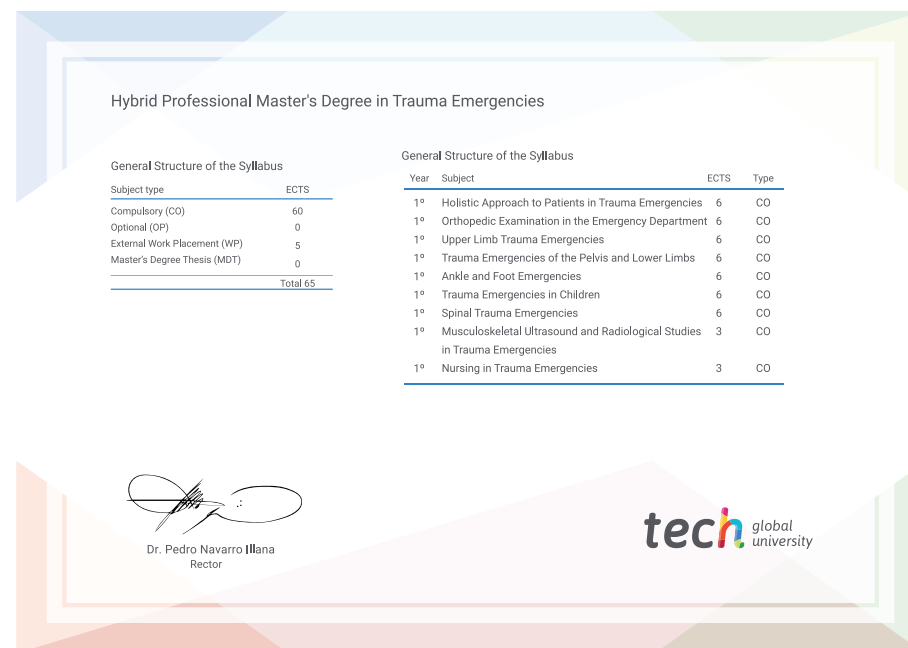 Hybrid Professional Master's Degree in Trauma Emergencies
General Structure of the Syllabus
Subject type ECTS
Compulsory (CO) 60
Optional (OP) 0
External Work Placement (WP) 5
Master's Degree Thesis (MDT) 0
Total 65
General Structure of the Syllabus
Year Subject ECTS Type
1º Holistic Approach to Patients in Trauma Emergencies 6 CO
1º Orthopedic Examination in the Emergency Department 6 CO
1º Upper Limb Trauma Emergencies 6 CO
1º Trauma Emergencies of the Pelvis and Lower Limbs 6 CO
1º Ankle and Foot Emergencies 6 CO
1º Trauma Emergencies in Children 6 CO
1º Spinal Trauma Emergencies 6 CO
1º Musculoskeletal Ultrasound and Radiological Studies 3 CO
in Trauma Emergencies
1º Nursing in Trauma Emergencies 3 CO
Dr. Pedro Navarro Illana
Rector
tech global
university